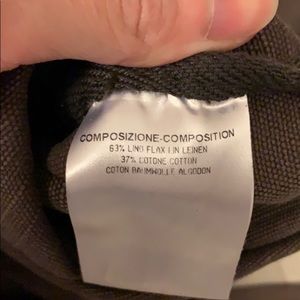 COMPOSIZIONE-COMPOSITION
63% LINO FLAX LIN LEINEN
37% COTONE COTTON
COTON BAUMWOLLE ALGODON